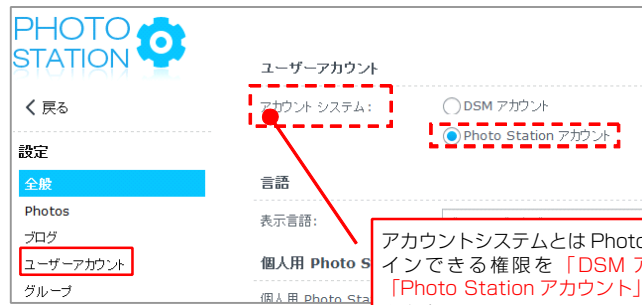 PHOTO
STATION
戻る
設定
全般
Photos
ブログ
ユーザーアカウント
グループ
ユーザーアカウント
アカウント システム:
DSM アカウント
Photo Station アカウント
言語
表示言語:
個人用 Photo S
個人用 Photo Sta
アカウントシステムとは Photo
インできる権限を「DSM ア
「Photo Station アカウント」